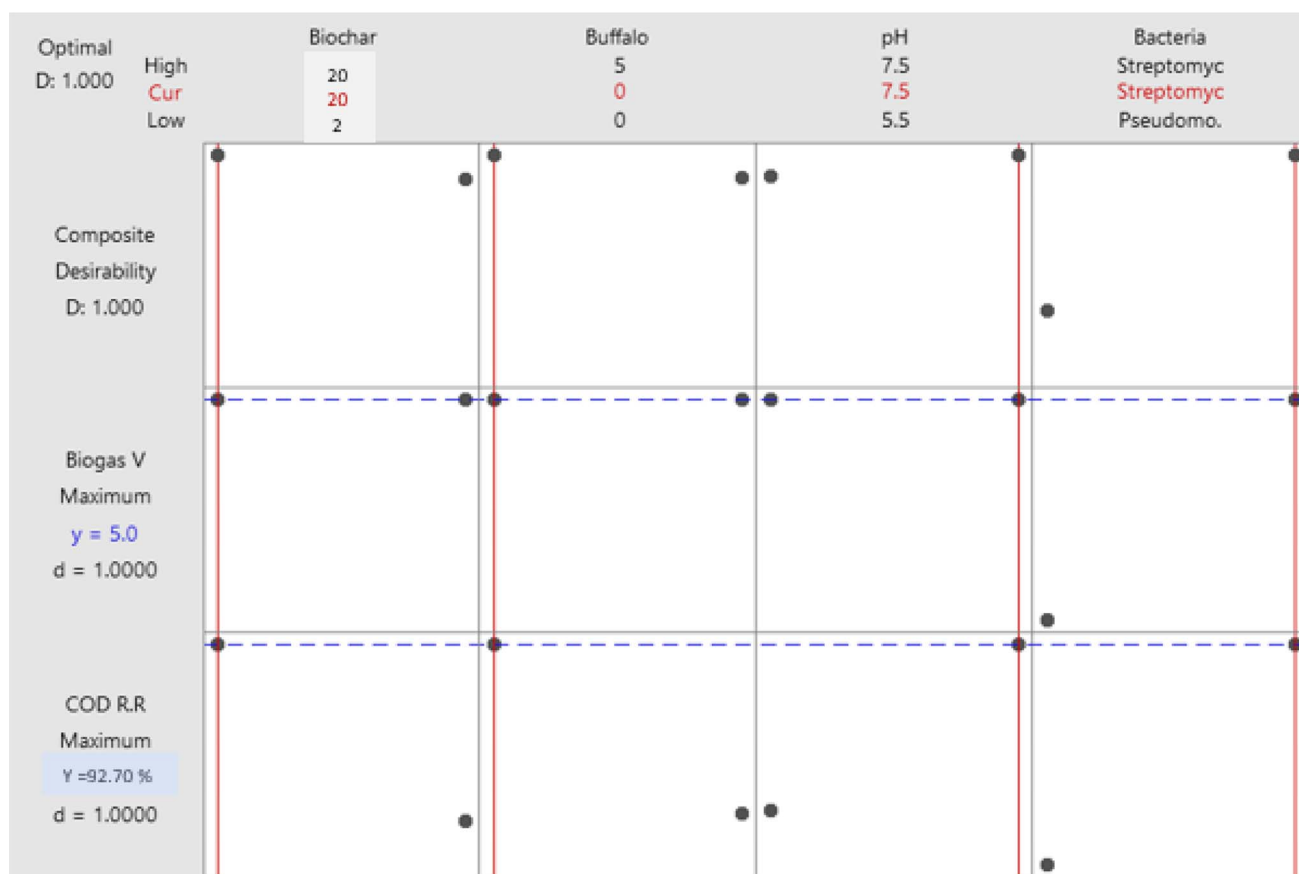 Optimal
D: 1.000
High
Cur
Low
Biochar
20
20
2
Buffalo
5
0
0
pH
7.5
7.5
5.5
Bacteria
Streptomyc
Streptomyc
Pseudomo.
Composite
Desirability
D: 1.000
Biogas V
Maximum
y = 5.0
d = 1.0000
COD R.R
Maximum
Y =92.70 %
d = 1.0000